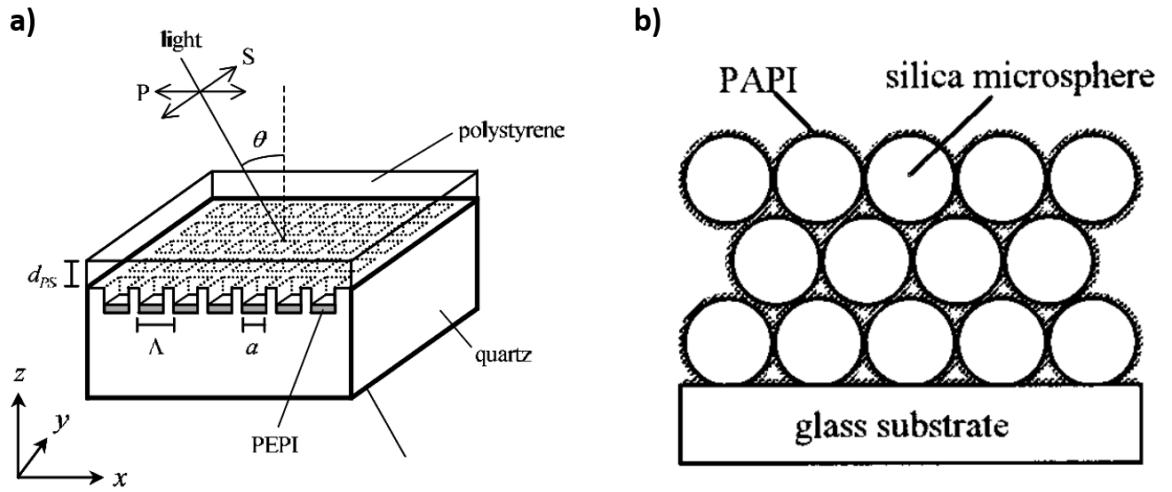 a)
light
S
P
θ
polystyrene
d_PS
Λ
a
quartz
PEPI
z
y
x
b)
PAPI
silica microsphere
glass substrate